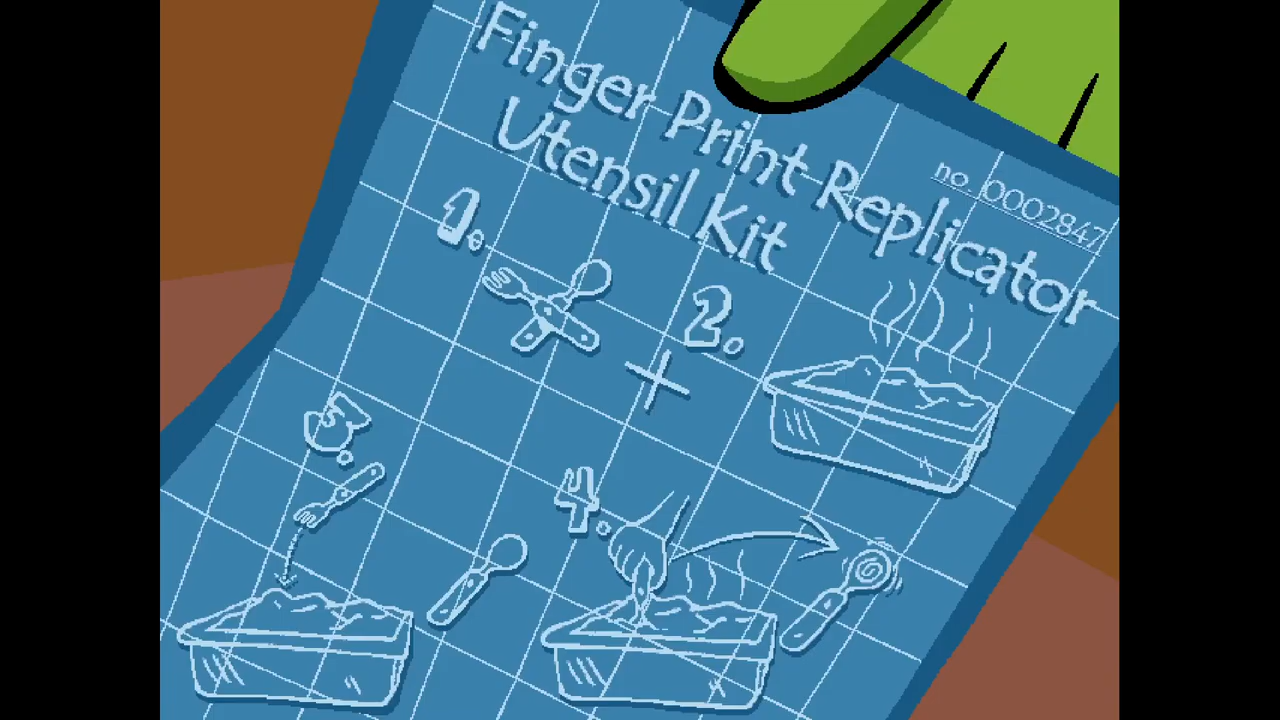 Finger Print Replicator
Utensil Kit
no. 0002847
1.
2.
3.
4.